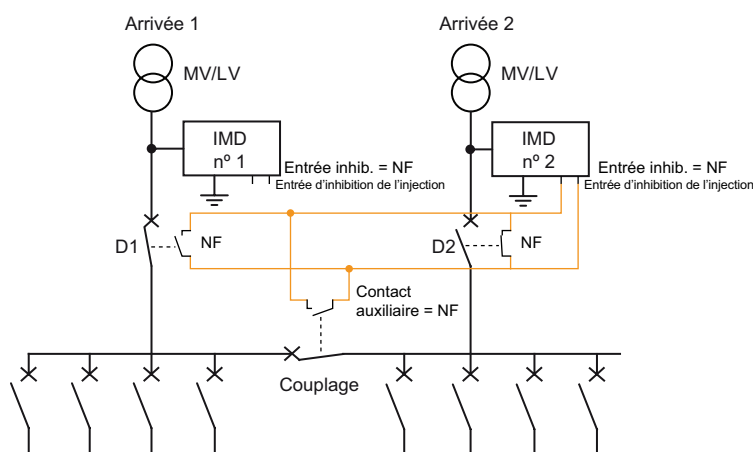 Arrivée 1
Arrivée 2
MV/LV
MV/LV
IMD
nº 1
IMD
nº 2
Entrée inhib. = NF
Entrée d'inhibition de l'injection
Entrée inhib. = NF
Entrée d'inhibition de l'injection
D1
NF
D2
NF
Contact
auxiliaire = NF
Couplage